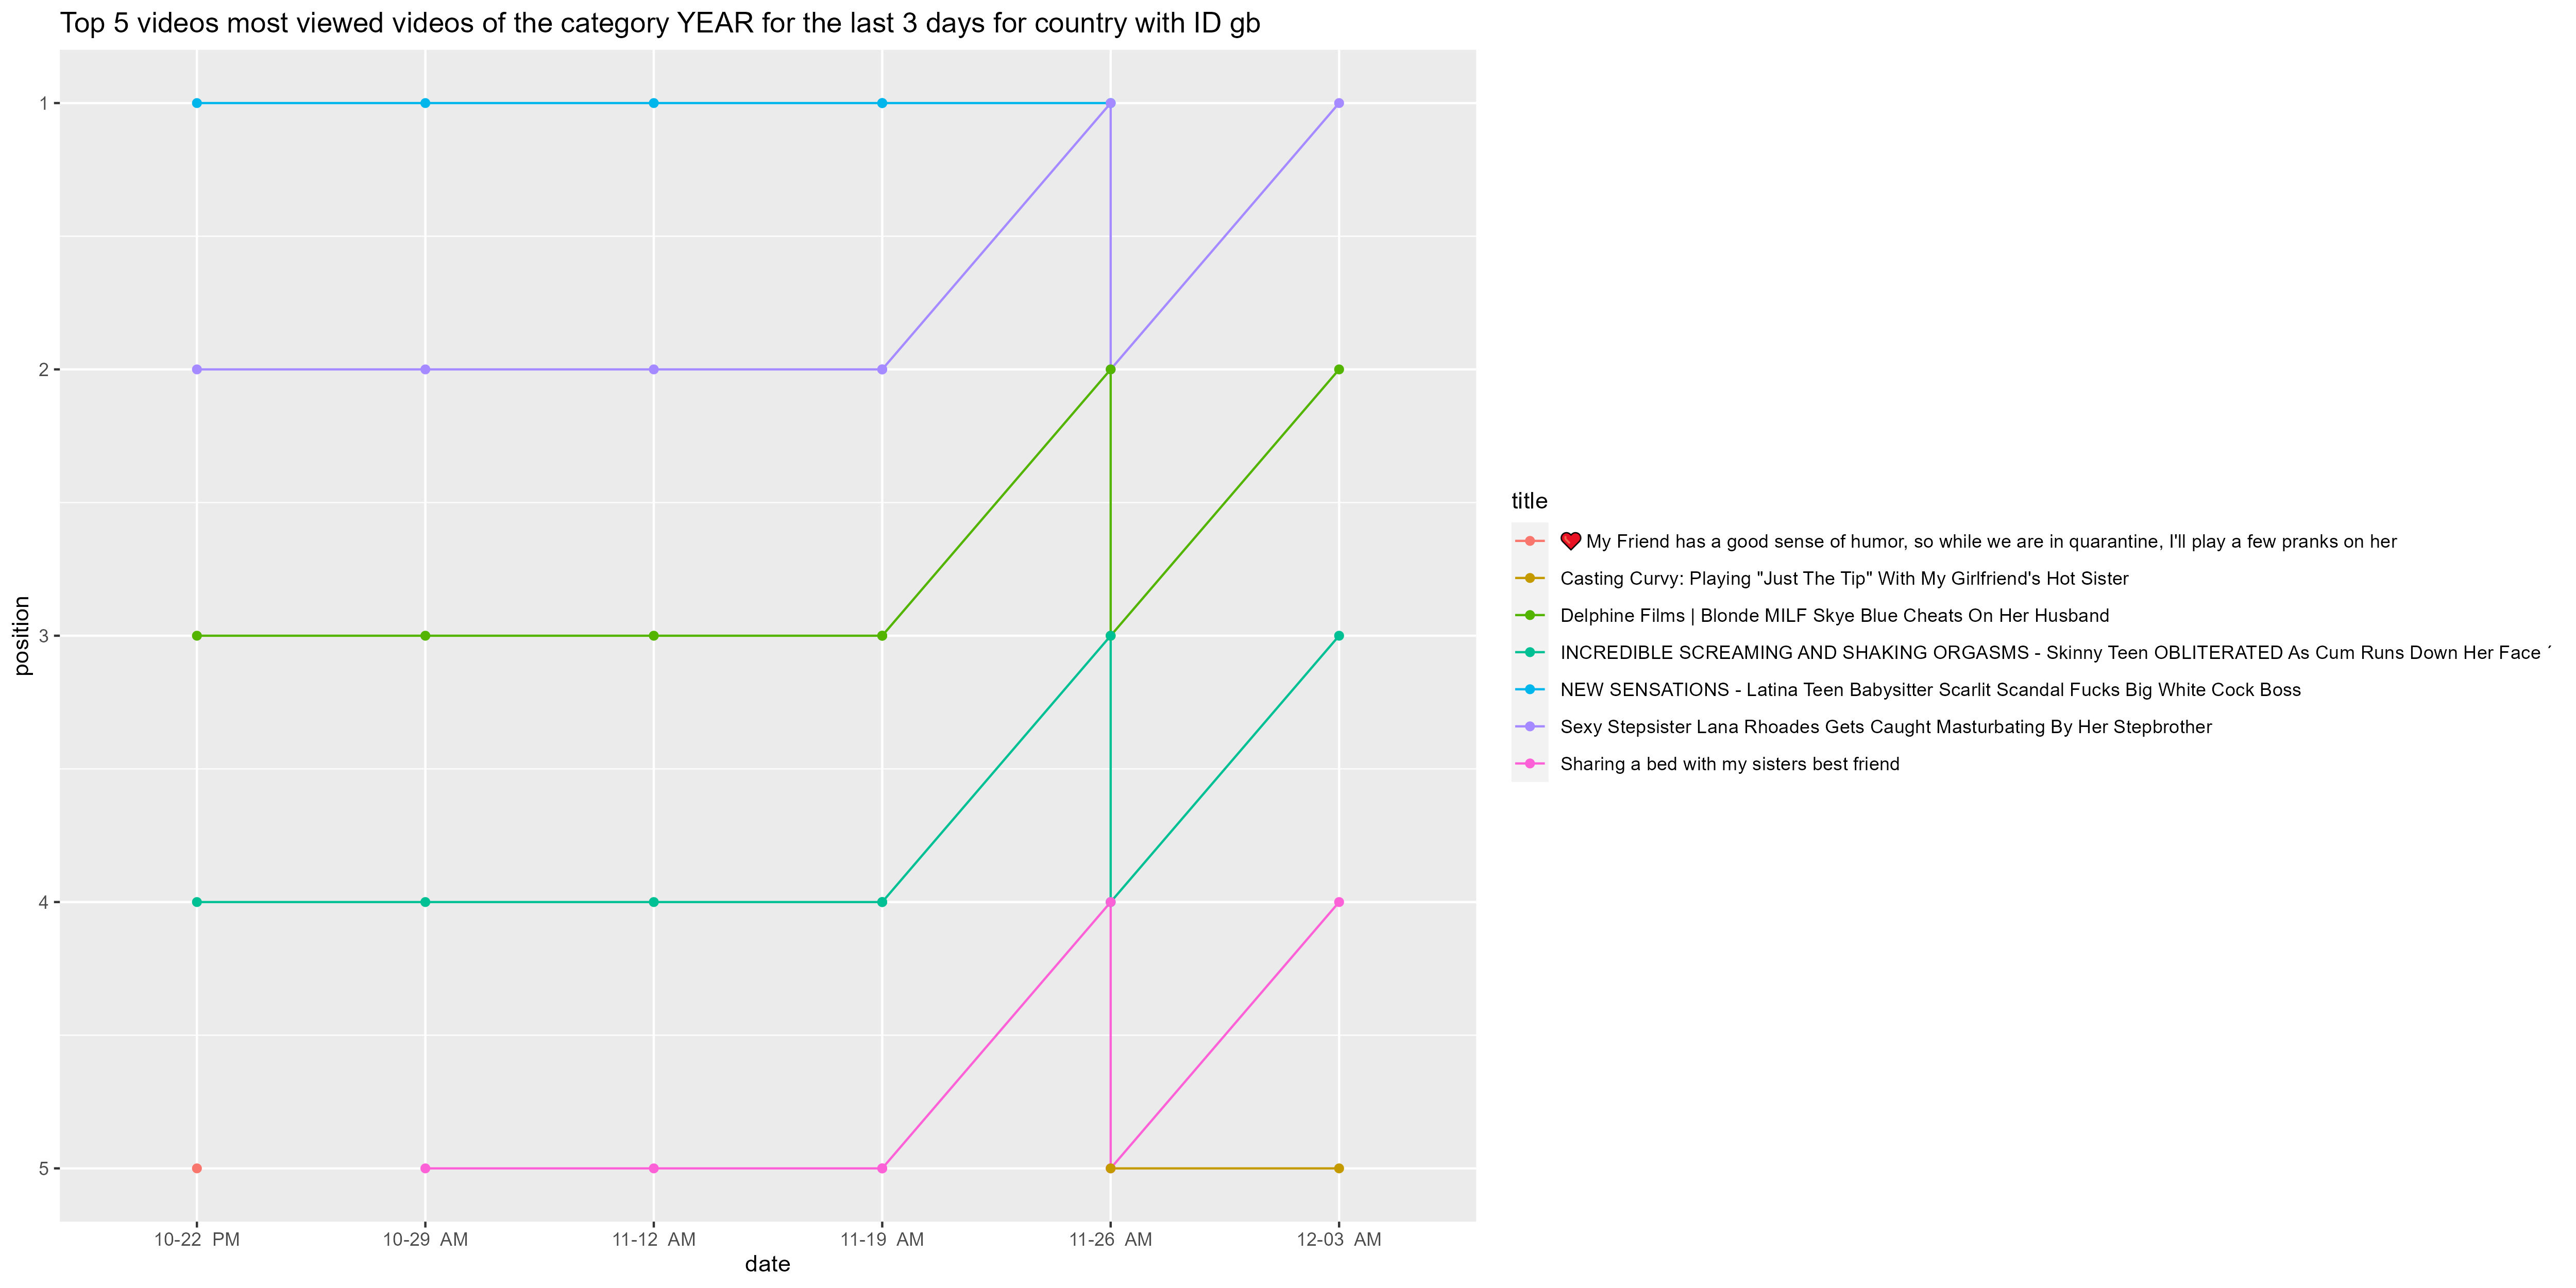 Top 5 videos most viewed videos of the category YEAR for the last 3 days for country with ID gb
1
2
3
4
5
position
10-22 PM
10-29 AM
11-12 AM
11-19 AM
11-26 AM
12-03 AM
date
title
❤️ My Friend has a good sense of humor, so while we are in quarantine, I'll play a few pranks on her
Casting Curvy: Playing "Just The Tip" With My Girlfriend's Hot Sister
Delphine Films | Blonde MILF Skye Blue Cheats On Her Husband
INCREDIBLE SCREAMING AND SHAKING ORGASMS - Skinny Teen OBLITERATED As Cum Runs Down Her Face
NEW SENSATIONS - Latina Teen Babysitter Scarlit Scandal Fucks Big White Cock Boss
Sexy Stepsister Lana Rhoades Gets Caught Masturbating By Her Stepbrother
Sharing a bed with my sisters best friend